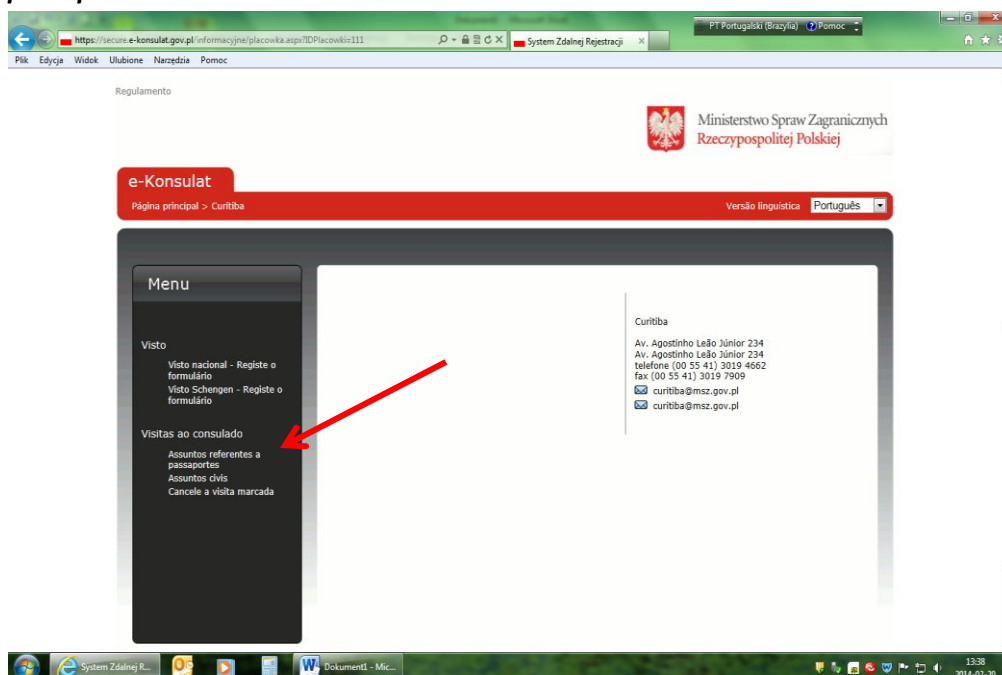 PT Portugalski (Brazylia) Pomoc
https://secure.e-konsulat.gov.pl/informacyjne/placowka.aspx?IDPlacowki=111
System Zdalnej Rejestracji
Plik Edycja Widok Ulubione Narzędzia Pomoc
Regulamento
Ministerstwo Spraw Zagranicznych
Rzeczypospolitej Polskiej
e-Konsulat
Página principal > Curitiba
Versão linguística Português
Menu
Visto
Visto nacional - Registe o
formulário
Visto Schengen - Registe o
formulário
Visitas ao consulado
Assuntos referentes a
passaportes
Assuntos civis
Cancele a visita marcada
Curitiba
Av. Agostinho Leão Júnior 234
Av. Agostinho Leão Júnior 234
telefone (00 55 41) 3019 4662
fax (00 55 41) 3019 7909
curitiba@msz.gov.pl
curitiba@msz.gov.pl
System Zdalnej R...
Dokument1 - Mic...
13:38
2014-02-20